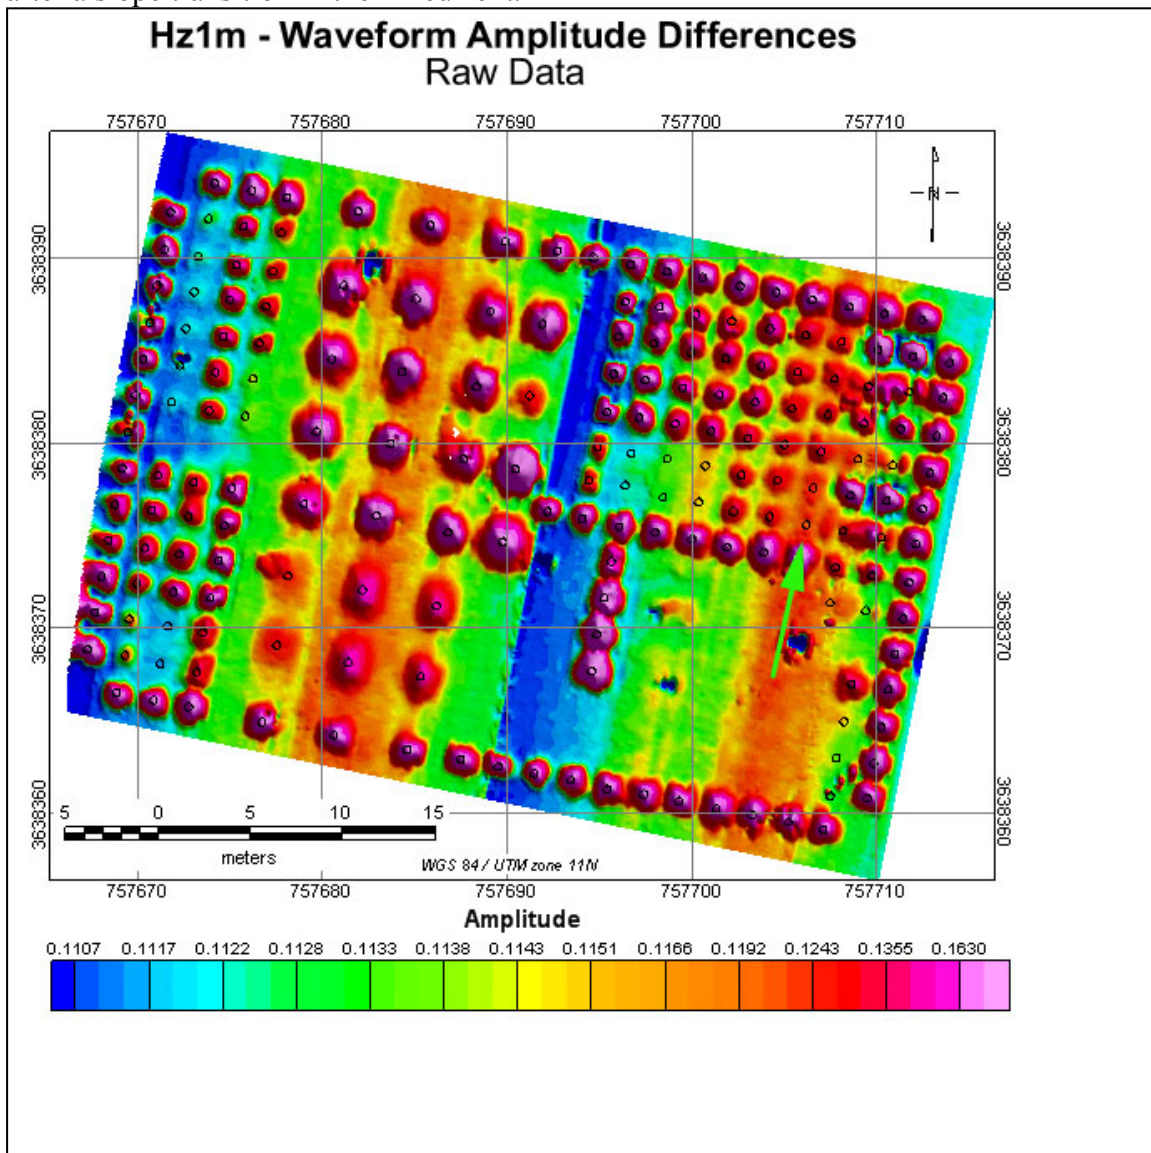 Hz1m - Waveform Amplitude Differences
Raw Data
757670 757680 757690 757700 757710
N
3638390 3638390
3638380 3638380
3638370 3638370
3638360 3638360
5 0 5 10 15
meters
WGS 84 / UTM zone 11N
757670 757680 757690 757700 757710
Amplitude
0.1107 0.1117 0.1122 0.1128 0.1133 0.1138 0.1143 0.1151 0.1166 0.1192 0.1243 0.1355 0.1630